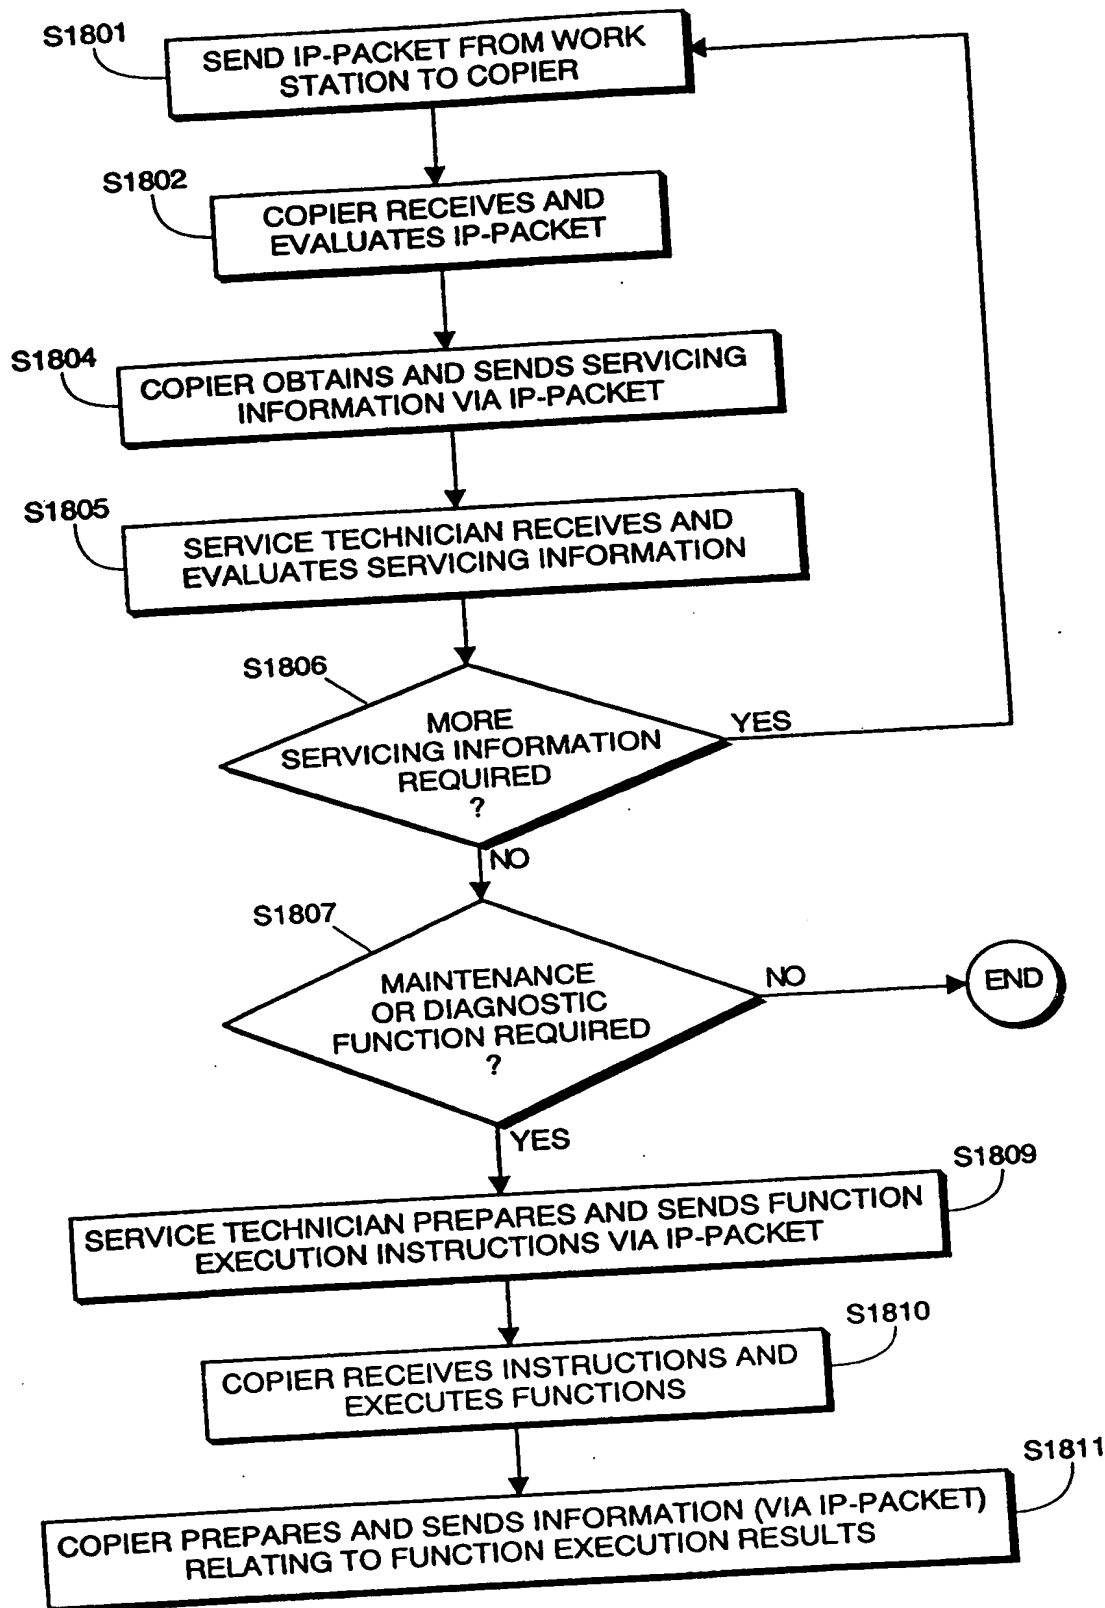 S1801
SEND IP-PACKET FROM WORK
STATION TO COPIER
S1802
COPIER RECEIVES AND
EVALUATES IP-PACKET
S1804
COPIER OBTAINS AND SENDS SERVICING
INFORMATION VIA IP-PACKET
S1805
SERVICE TECHNICIAN RECEIVES AND
EVALUATES SERVICING INFORMATION
S1806
MORE
SERVICING INFORMATION
REQUIRED
?
YES
NO
S1807
MAINTENANCE
OR DIAGNOSTIC
FUNCTION REQUIRED
?
NO
END
YES
S1809
SERVICE TECHNICIAN PREPARES AND SENDS FUNCTION
EXECUTION INSTRUCTIONS VIA IP-PACKET
S1810
COPIER RECEIVES INSTRUCTIONS AND
EXECUTES FUNCTIONS
S1811
COPIER PREPARES AND SENDS INFORMATION (VIA IP-PACKET)
RELATING TO FUNCTION EXECUTION RESULTS